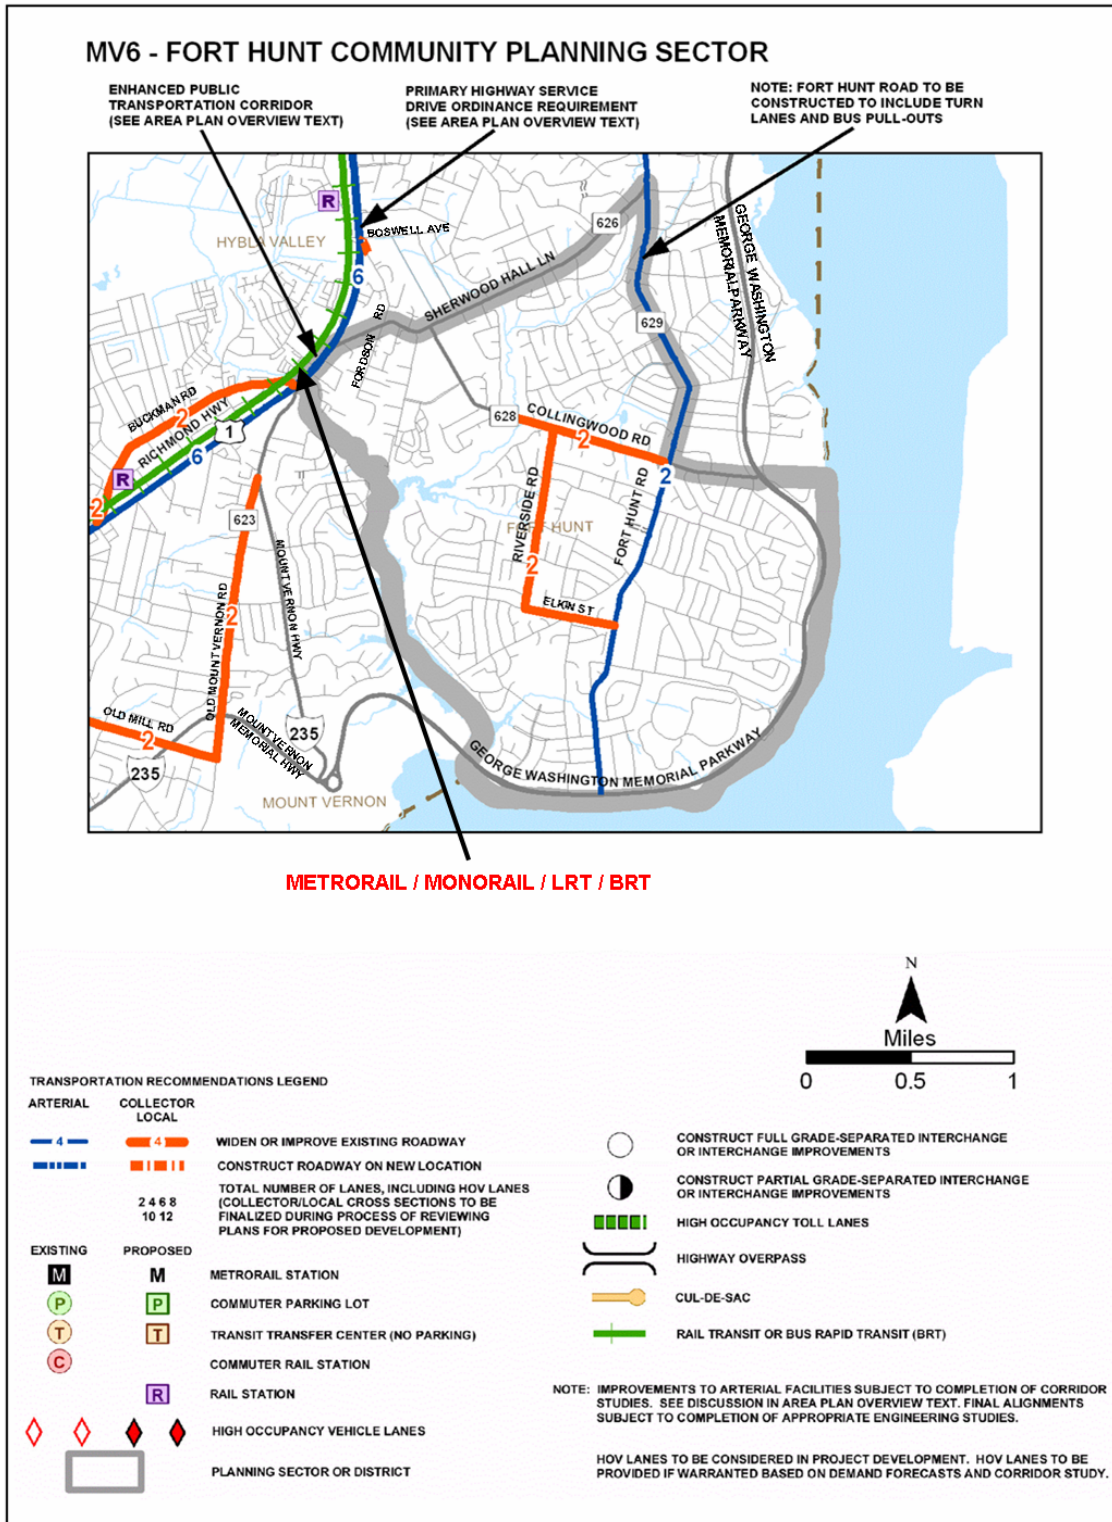 MV6 - FORT HUNT COMMUNITY PLANNING SECTOR
ENHANCED PUBLIC
TRANSPORTATION CORRIDOR
(SEE AREA PLAN OVERVIEW TEXT)
PRIMARY HIGHWAY SERVICE
DRIVE ORDINANCE REQUIREMENT
(SEE AREA PLAN OVERVIEW TEXT)
NOTE: FORT HUNT ROAD TO BE
CONSTRUCTED TO INCLUDE TURN
LANES AND BUS PULL-OUTS
R
HYBLA VALLEY
BOSWELL AVE
6
626
SHERWOOD HALL LN
GEORGE WASHINGTON
MEMORIAL PARKWAY
629
FORDSON RD
BUCKMAN RD
2
RICHMOND HWY
1
6
R
2
628
COLLINGWOOD RD
2
2
RIVERSIDE RD
FORT HUNT RD
FORT HUNT
2
ELKIN ST
623
MOUNT VERNON HWY
OLD MOUNT VERNON RD
2
OLD MILL RD
2
235
MOUNT VERNON
MEMORIAL HWY
235
GEORGE WASHINGTON MEMORIAL PARKWAY
MOUNT VERNON
METRORAIL / MONORAIL / LRT / BRT
N
Miles
0 0.5 1
TRANSPORTATION RECOMMENDATIONS LEGEND
ARTERIAL
COLLECTOR
LOCAL
4 4 WIDEN OR IMPROVE EXISTING ROADWAY
CONSTRUCT ROADWAY ON NEW LOCATION
2 4 6 8
10 12
TOTAL NUMBER OF LANES, INCLUDING HOV LANES
(COLLECTOR/LOCAL CROSS SECTIONS TO BE
FINALIZED DURING PROCESS OF REVIEWING
PLANS FOR PROPOSED DEVELOPMENT)
EXISTING PROPOSED
M M METRORAIL STATION
P P COMMUTER PARKING LOT
T T TRANSIT TRANSFER CENTER (NO PARKING)
C COMMUTER RAIL STATION
R RAIL STATION
HIGH OCCUPANCY VEHICLE LANES
PLANNING SECTOR OR DISTRICT
CONSTRUCT FULL GRADE-SEPARATED INTERCHANGE
OR INTERCHANGE IMPROVEMENTS
CONSTRUCT PARTIAL GRADE-SEPARATED INTERCHANGE
OR INTERCHANGE IMPROVEMENTS
HIGH OCCUPANCY TOLL LANES
HIGHWAY OVERPASS
CUL-DE-SAC
RAIL TRANSIT OR BUS RAPID TRANSIT (BRT)
NOTE: IMPROVEMENTS TO ARTERIAL FACILITIES SUBJECT TO COMPLETION OF CORRIDOR
STUDIES. SEE DISCUSSION IN AREA PLAN OVERVIEW TEXT. FINAL ALIGNMENTS
SUBJECT TO COMPLETION OF APPROPRIATE ENGINEERING STUDIES.
HOV LANES TO BE CONSIDERED IN PROJECT DEVELOPMENT. HOV LANES TO BE
PROVIDED IF WARRANTED BASED ON DEMAND FORECASTS AND CORRIDOR STUDY.